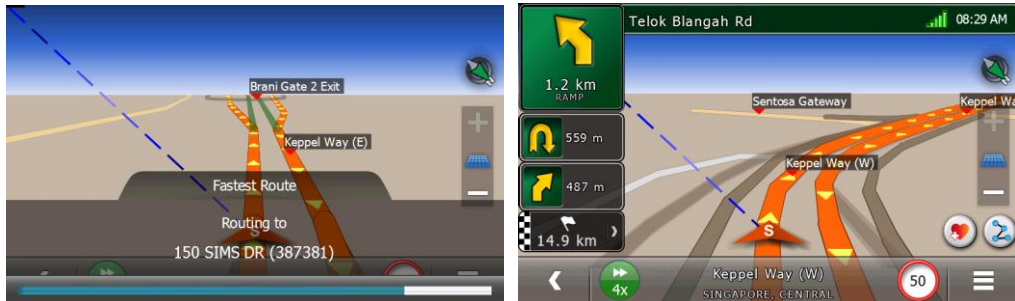 Brani Gate 2 Exit
Keppel Way (E)
Fastest Route
Routing to
S
150 SIMS DR (387381)
4x
Telok Blangah Rd
08:29 AM
1.2 km
RAMP
Sentosa Gateway
Keppel Wa
559 m
Keppel Way (W)
487 m
S
14.9 km
4x
Keppel Way (W)
SINGAPORE, CENTRAL
50